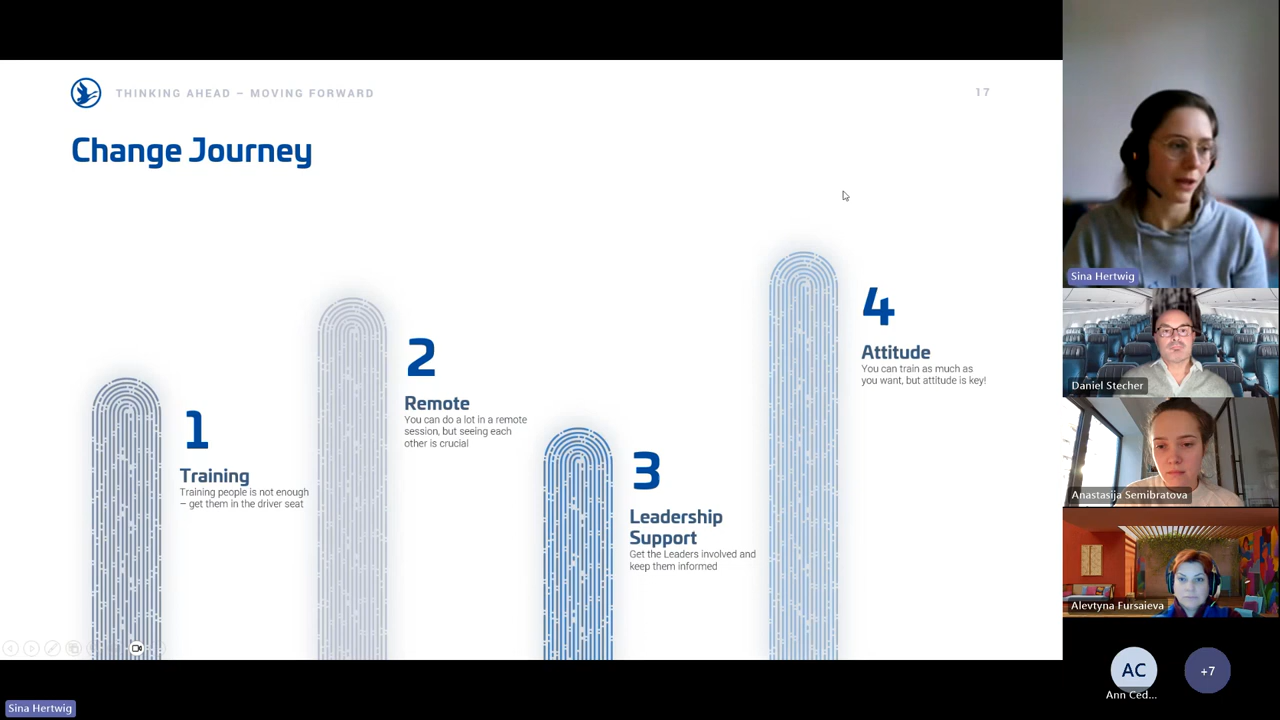 THINKING AHEAD – MOVING FORWARD
17
Change Journey
1
Training
Training people is not enough
– get them in the driver seat
2
Remote
You can do a lot in a remote
session, but seeing each
other is crucial
3
Leadership
Support
Get the Leaders involved and
keep them informed
4
Attitude
You can train as much as
you want, but attitude is key!
Sina Hertwig
Daniel Stecher
Anastasija Semibratova
Alevtyna Fursaieva
AC
Ann Ced...
+7
Sina Hertwig